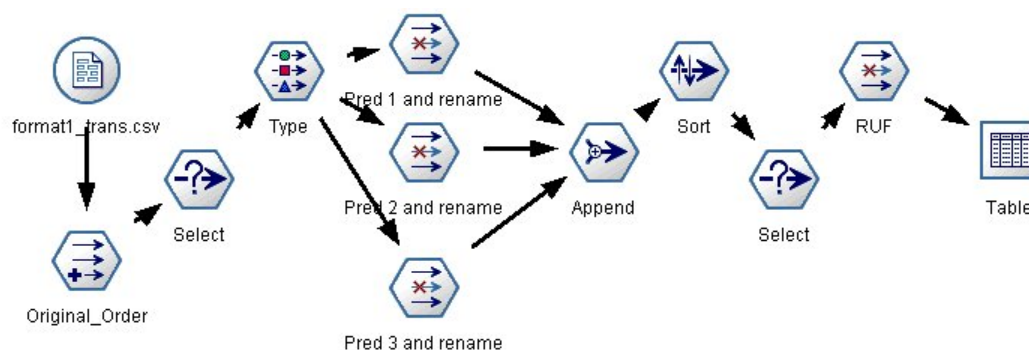 format1_trans.csv
Original_Order
Select
Type
Pred 1 and rename
Pred 2 and rename
Pred 3 and rename
Append
Sort
Select
RUF
Table